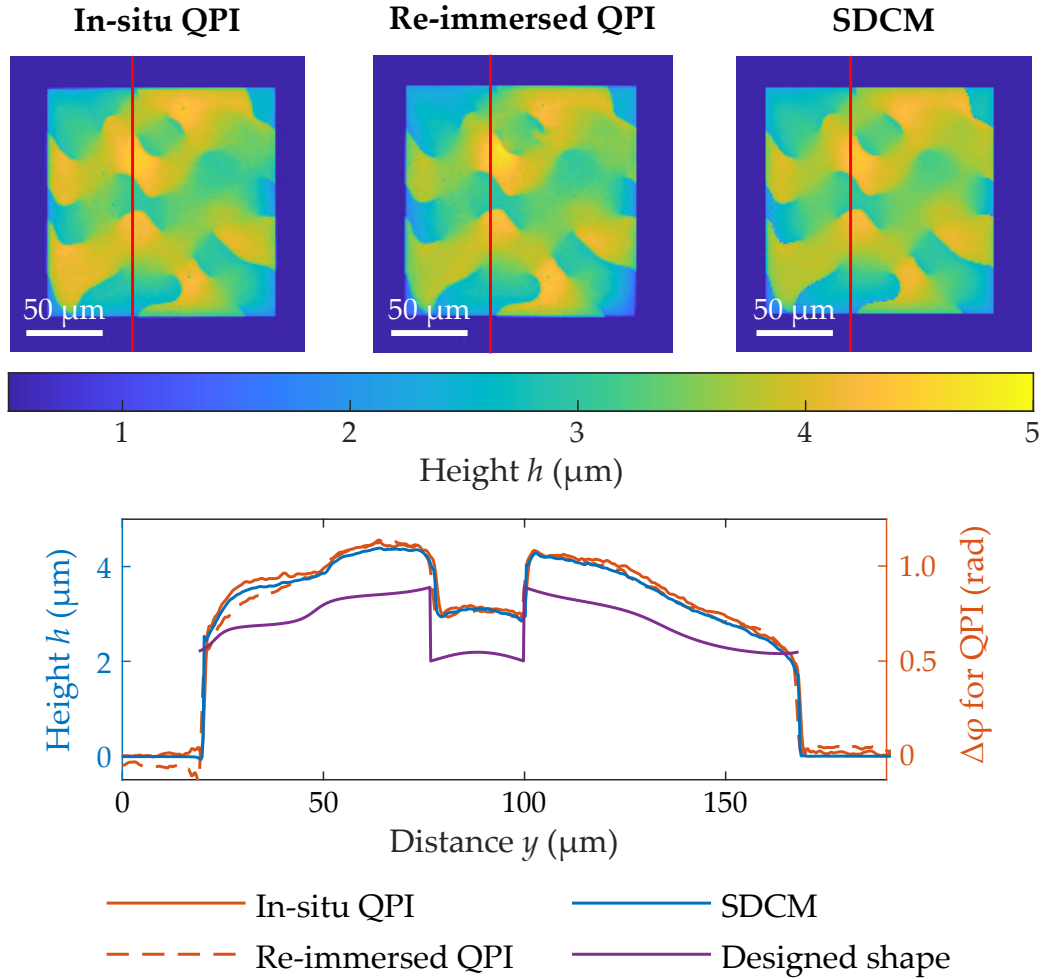 In-situ QPI
Re-immersed QPI
SDCM
50 μm
50 μm
50 μm
1 2 3 4 5
Height h (μm)
Height h (μm)
4
2
0
1.0
0.5
0
Δφ for QPI (rad)
0 50 100 150
Distance y (μm)
In-situ QPI
SDCM
Re-immersed QPI
Designed shape